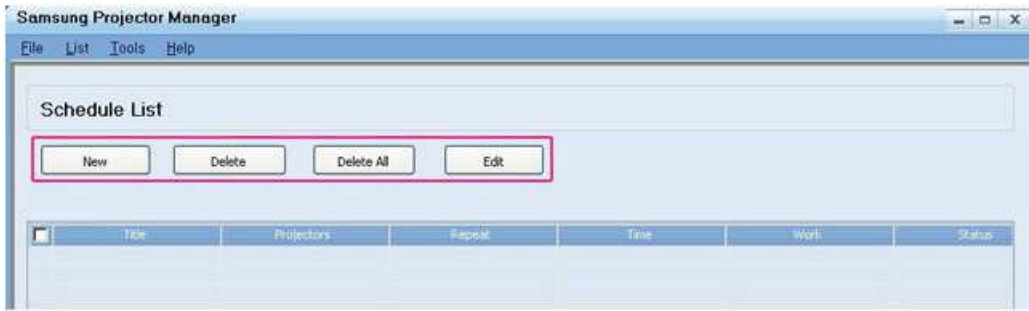 Samsung Projector Manager
File List Tools Help
Schedule List
New Delete Delete All Edit
Title Projectors Repeat Time Work Status